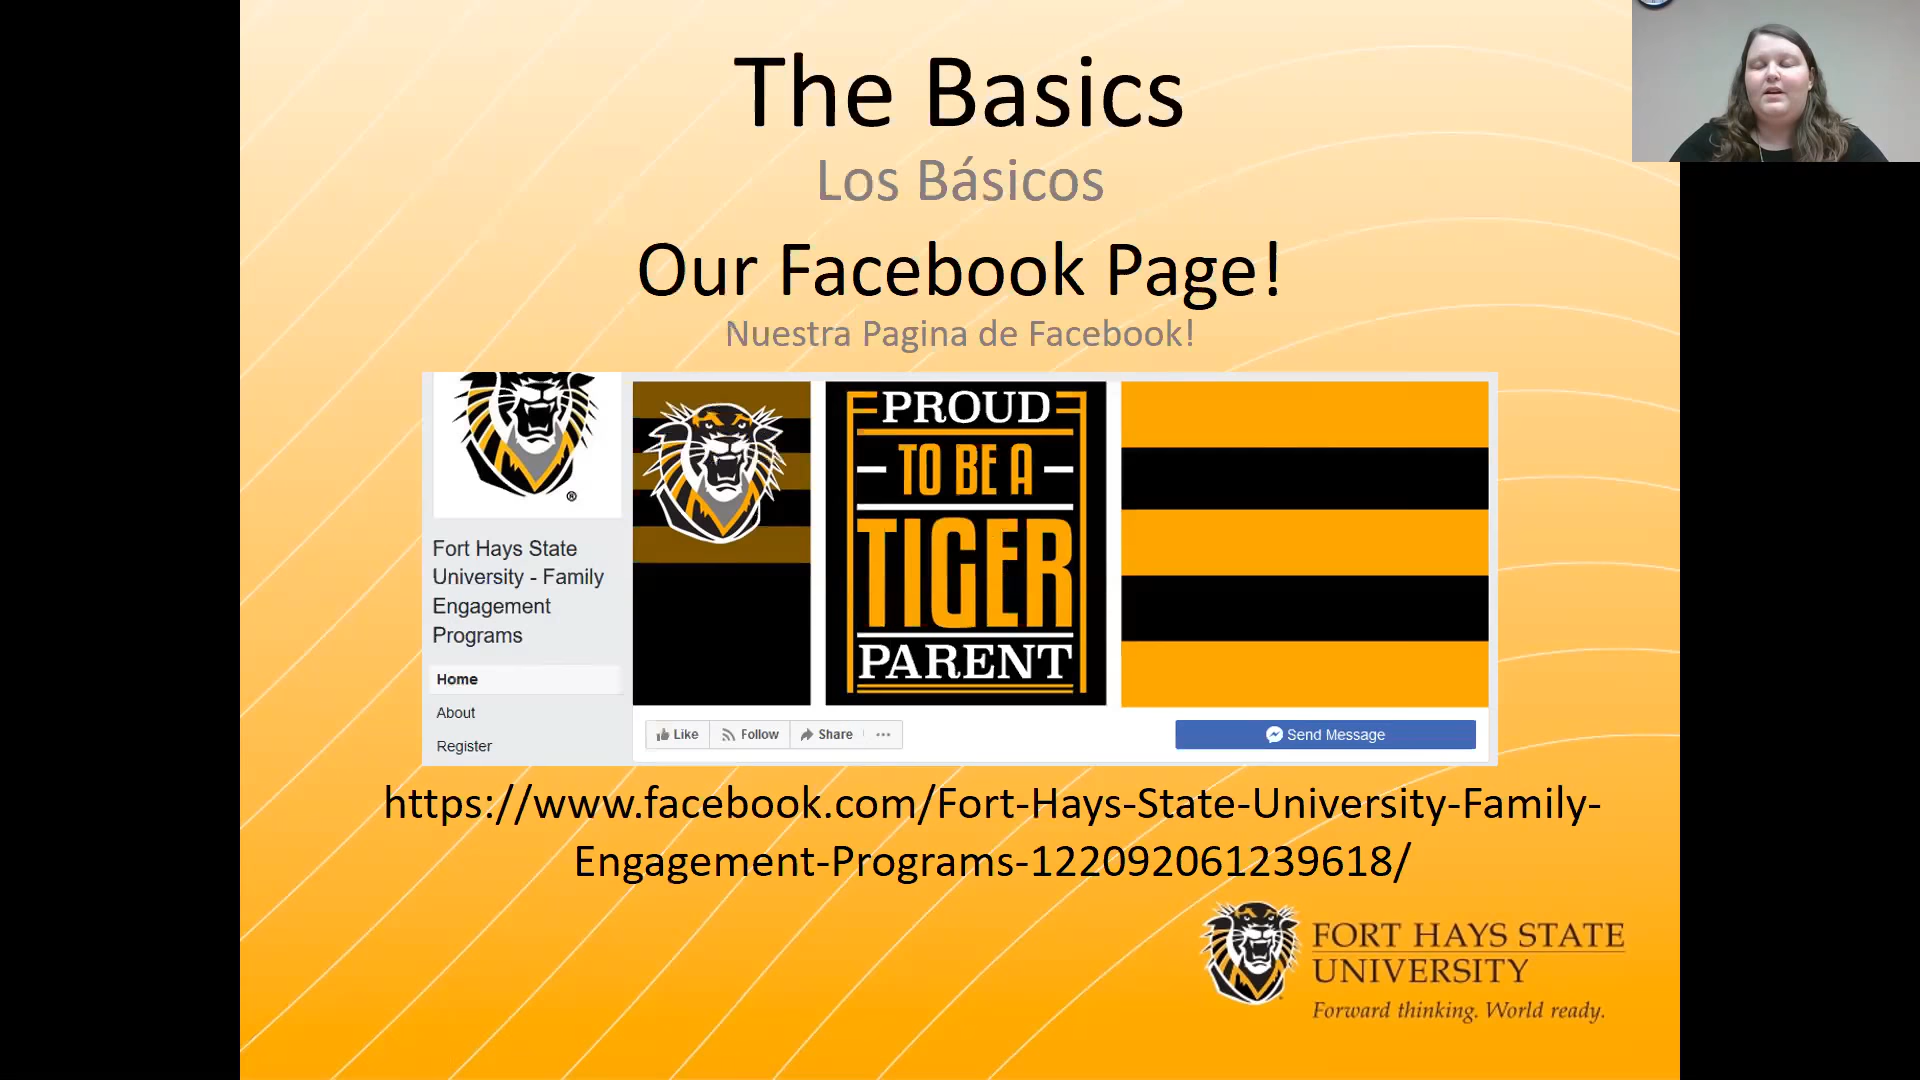 The Basics
Los Básicos
Our Facebook Page!
Nuestra Pagina de Facebook!
®
Fort Hays State
University - Family
Engagement
Programs
Home
About
Register
PROUD
TO BE A
TIGER
PARENT
Like Follow Share ...
Send Message
https://www.facebook.com/Fort-Hays-State-University-Family-
Engagement-Programs-122092061239618/
FORT HAYS STATE
UNIVERSITY
Forward thinking. World ready.